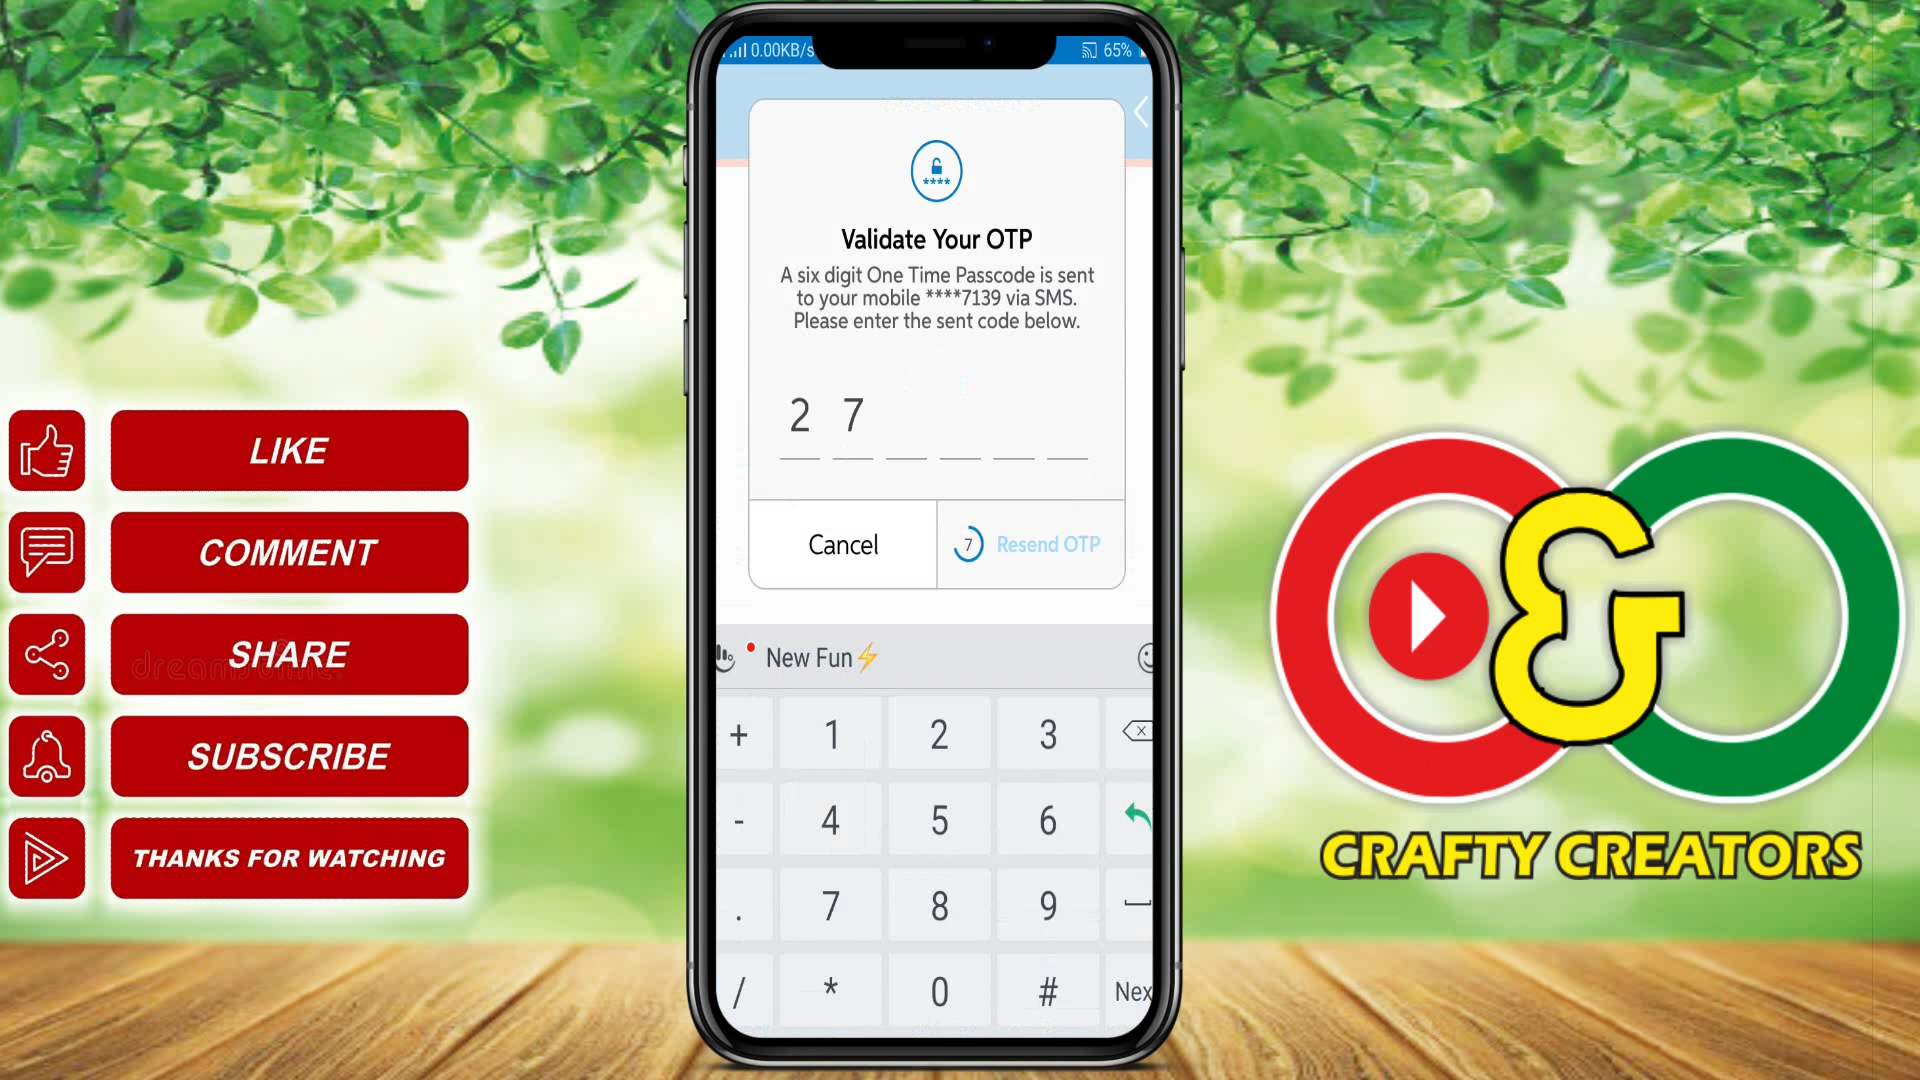 0.00KB/s
65%
Validate Your OTP
A six digit One Time Passcode is sent
to your mobile ****7139 via SMS.
Please enter the sent code below.
2 7
Cancel
7 Resend OTP
New Fun⚡
+ 1 2 3
- 4 5 6
. 7 8 9
/ * 0 # Nex
LIKE
COMMENT
SHARE
dreamstime
SUBSCRIBE
THANKS FOR WATCHING
CRAFTY CREATORS